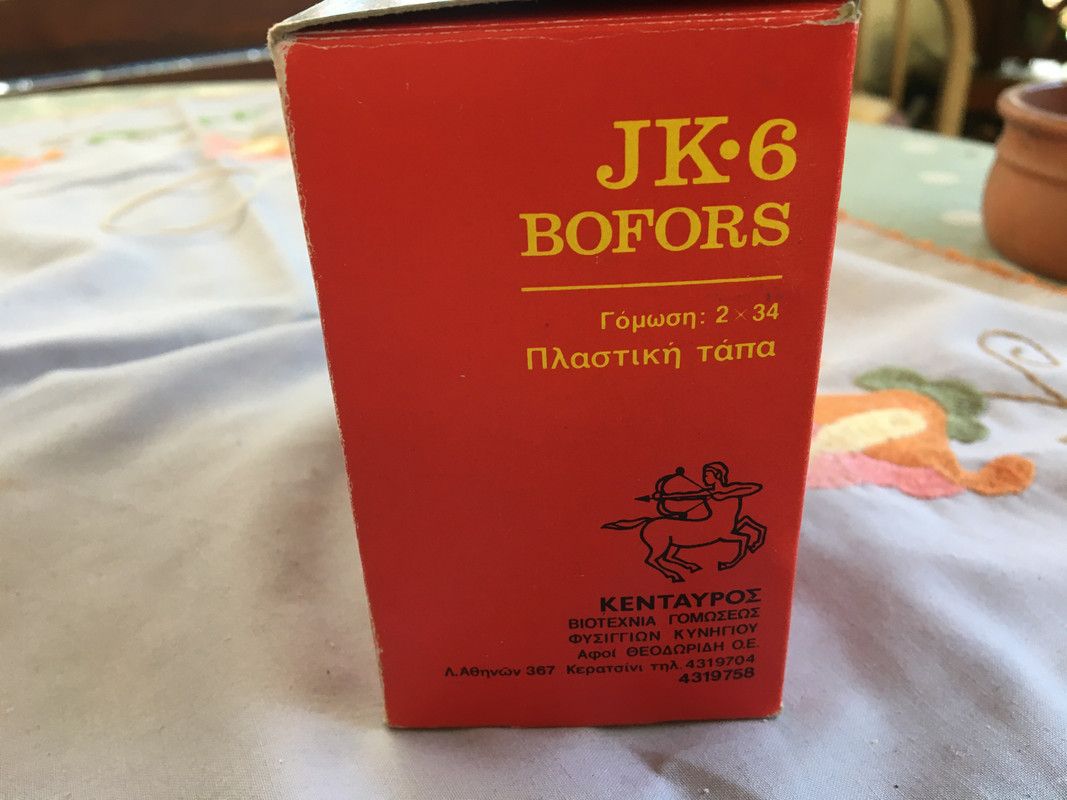 JK•6
BOFORS
Γόμωση: 2 × 34
Πλαστική τάπα
ΚΕΝΤΑΥΡΟΣ
ΒΙΟΤΕΧΝΙΑ ΓΟΜΩΣΕΩΣ
ΦΥΣΙΓΓΙΩΝ ΚΥΝΗΓΙΟΥ
Αφοί ΘΕΟΔΩΡΙΔΗ Ο.Ε.
Λ.Αθηνών 367 Κερατσίνι τηλ. 4319704
4319758